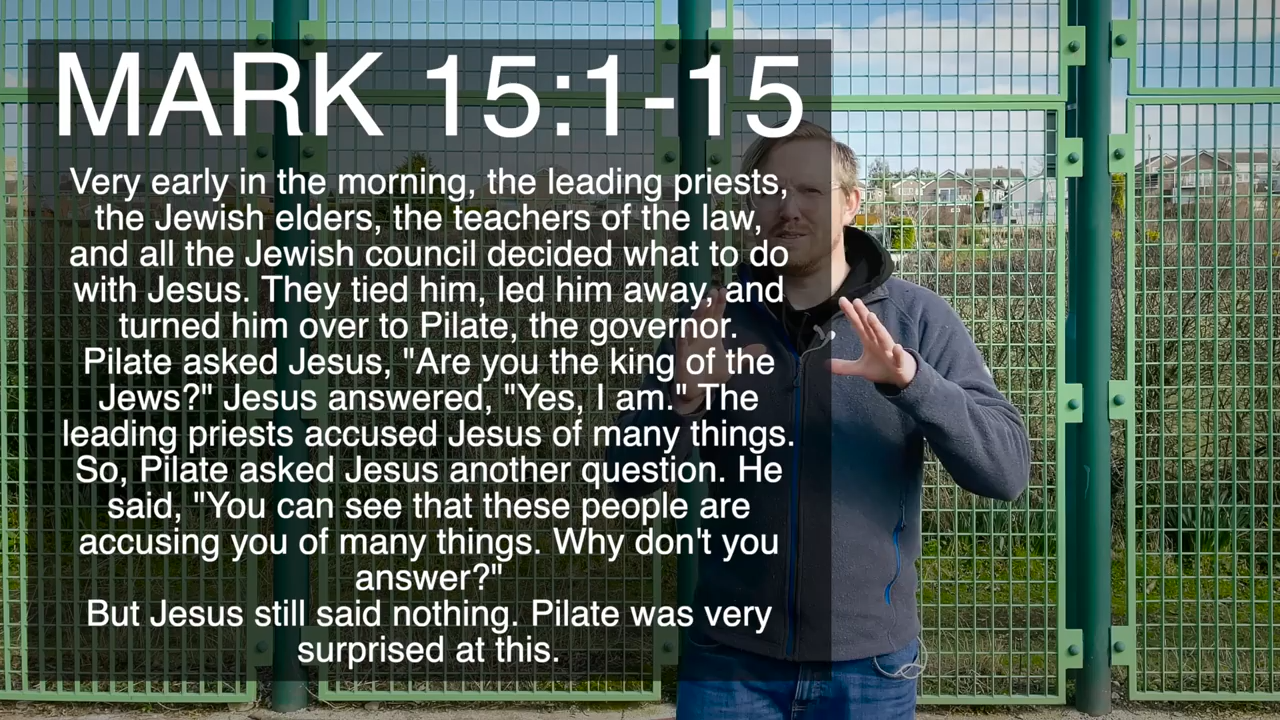 MARK 15:1-15
Very early in the morning, the leading priests,
the Jewish elders, the teachers of the law,
and all the Jewish council decided what to do
with Jesus. They tied him, led him away, and
turned him over to Pilate, the governor.
Pilate asked Jesus, "Are you the king of the
Jews?" Jesus answered, "Yes, I am." The
leading priests accused Jesus of many things.
So, Pilate asked Jesus another question. He
said, "You can see that these people are
accusing you of many things. Why don't you
answer?"
But Jesus still said nothing. Pilate was very
surprised at this.